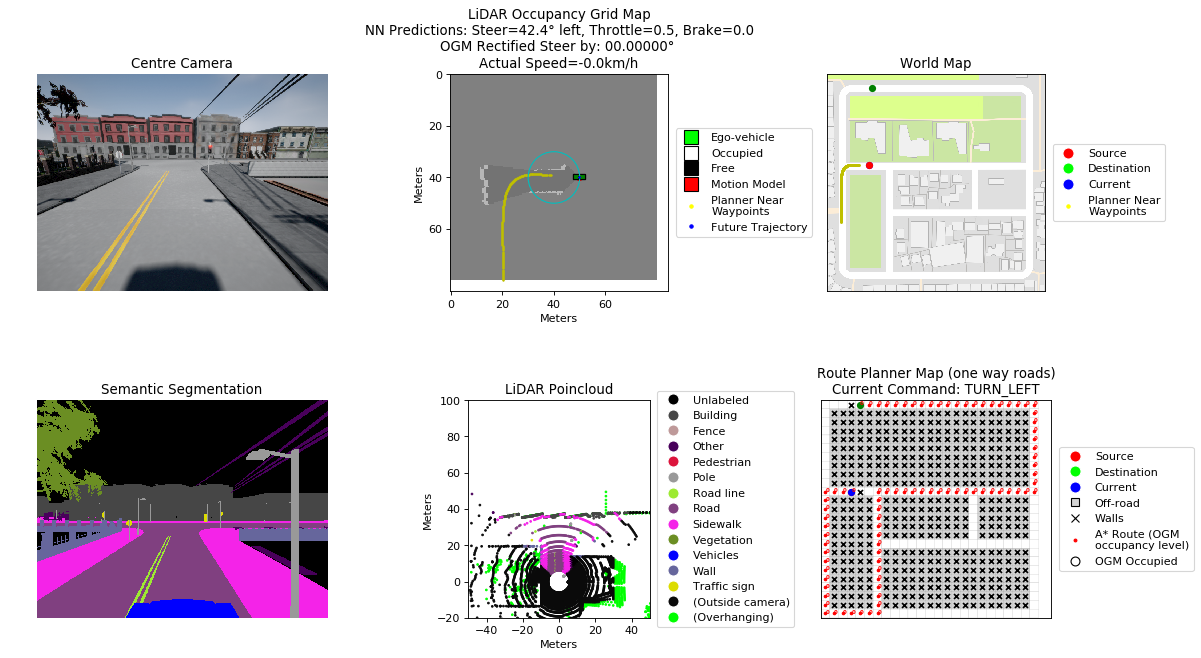 LiDAR Occupancy Grid Map
NN Predictions: Steer=42.4° left, Throttle=0.5, Brake=0.0
OGM Rectified Steer by: 00.00000°
Actual Speed=-0.0km/h
Centre Camera
World Map
0
20
40
60
Meters
0
20
40
60
Meters
Ego-vehicle
Occupied
Free
Motion Model
Planner Near
Waypoints
Future Trajectory
Source
Destination
Current
Planner Near
Waypoints
Semantic Segmentation
LiDAR Poincloud
Route Planner Map (one way roads)
Current Command: TURN_LEFT
100
80
60
40
20
0
−20
Meters
−40
−20
0
20
40
Meters
Unlabeled
Building
Fence
Other
Pedestrian
Pole
Road line
Road
Sidewalk
Vegetation
Vehicles
Wall
Traffic sign
(Outside camera)
(Overhanging)
Source
Destination
Current
Off-road
Walls
A* Route (OGM
occupancy level)
OGM Occupied